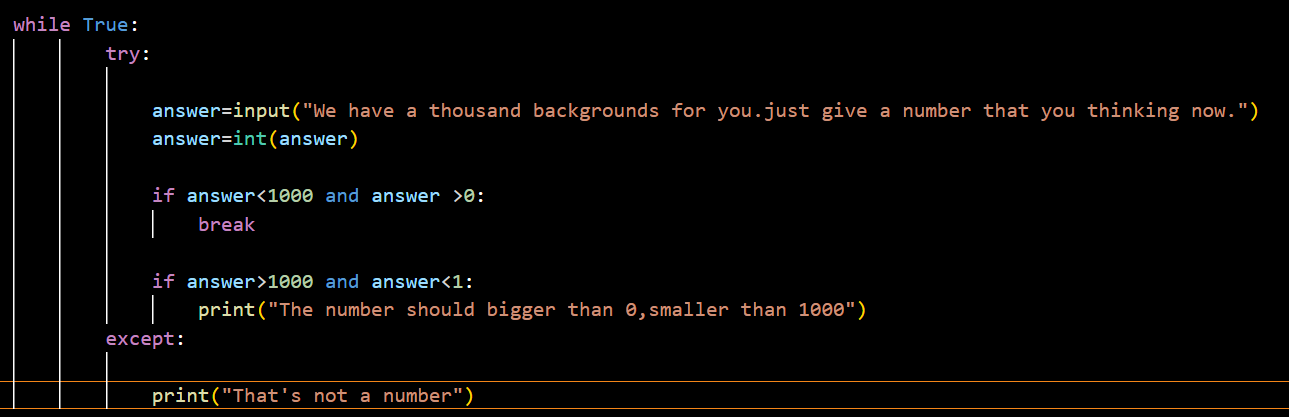 while True:
try:
answer=input("We have a thousand backgrounds for you.just give a number that you thinking now.")
answer=int(answer)
if answer<1000 and answer >0:
break
if answer>1000 and answer<1:
print("The number should bigger than 0,smaller than 1000")
except:
print("That's not a number")